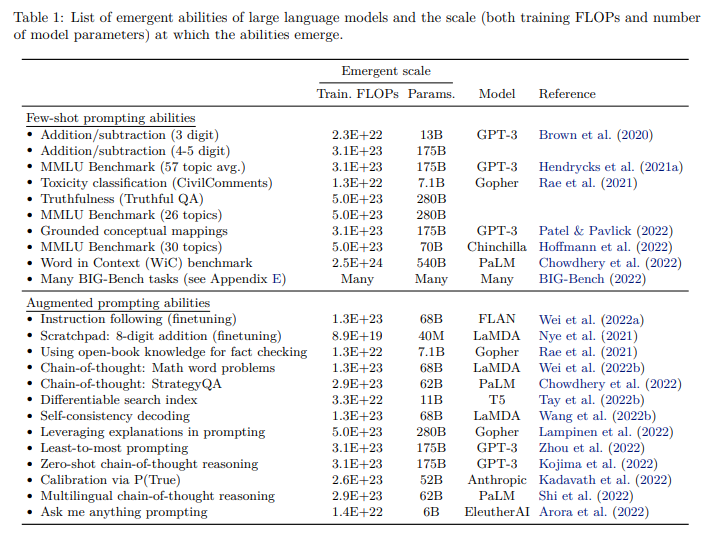 Table 1: List of emergent abilities of large language models and the scale (both training FLOPs and number
of model parameters) at which the abilities emerge.
Emergent scale
Train. FLOPs Params. Model Reference
Few-shot prompting abilities
• Addition/subtraction (3 digit) 2.3E+22 13B GPT-3 Brown et al. (2020)
• Addition/subtraction (4-5 digit) 3.1E+23 175B
• MMLU Benchmark (57 topic avg.) 3.1E+23 175B GPT-3 Hendrycks et al. (2021a)
• Toxicity classification (CivilComments) 1.3E+22 7.1B Gopher Rae et al. (2021)
• Truthfulness (Truthful QA) 5.0E+23 280B
• MMLU Benchmark (26 topics) 5.0E+23 280B
• Grounded conceptual mappings 3.1E+23 175B GPT-3 Patel & Pavlick (2022)
• MMLU Benchmark (30 topics) 5.0E+23 70B Chinchilla Hoffmann et al. (2022)
• Word in Context (WiC) benchmark 2.5E+24 540B PaLM Chowdhery et al. (2022)
• Many BIG-Bench tasks (see Appendix E) Many Many Many BIG-Bench (2022)
Augmented prompting abilities
• Instruction following (finetuning) 1.3E+23 68B FLAN Wei et al. (2022a)
• Scratchpad: 8-digit addition (finetuning) 8.9E+19 40M LaMDA Nye et al. (2021)
• Using open-book knowledge for fact checking 1.3E+22 7.1B Gopher Rae et al. (2021)
• Chain-of-thought: Math word problems 1.3E+23 68B LaMDA Wei et al. (2022b)
• Chain-of-thought: StrategyQA 2.9E+23 62B PaLM Chowdhery et al. (2022)
• Differentiable search index 3.3E+22 11B T5 Tay et al. (2022b)
• Self-consistency decoding 1.3E+23 68B LaMDA Wang et al. (2022b)
• Leveraging explanations in prompting 5.0E+23 280B Gopher Lampinen et al. (2022)
• Least-to-most prompting 3.1E+23 175B GPT-3 Zhou et al. (2022)
• Zero-shot chain-of-thought reasoning 3.1E+23 175B GPT-3 Kojima et al. (2022)
• Calibration via P(True) 2.6E+23 52B Anthropic Kadavath et al. (2022)
• Multilingual chain-of-thought reasoning 2.9E+23 62B PaLM Shi et al. (2022)
• Ask me anything prompting 1.4E+22 6B EleutherAI Arora et al. (2022)